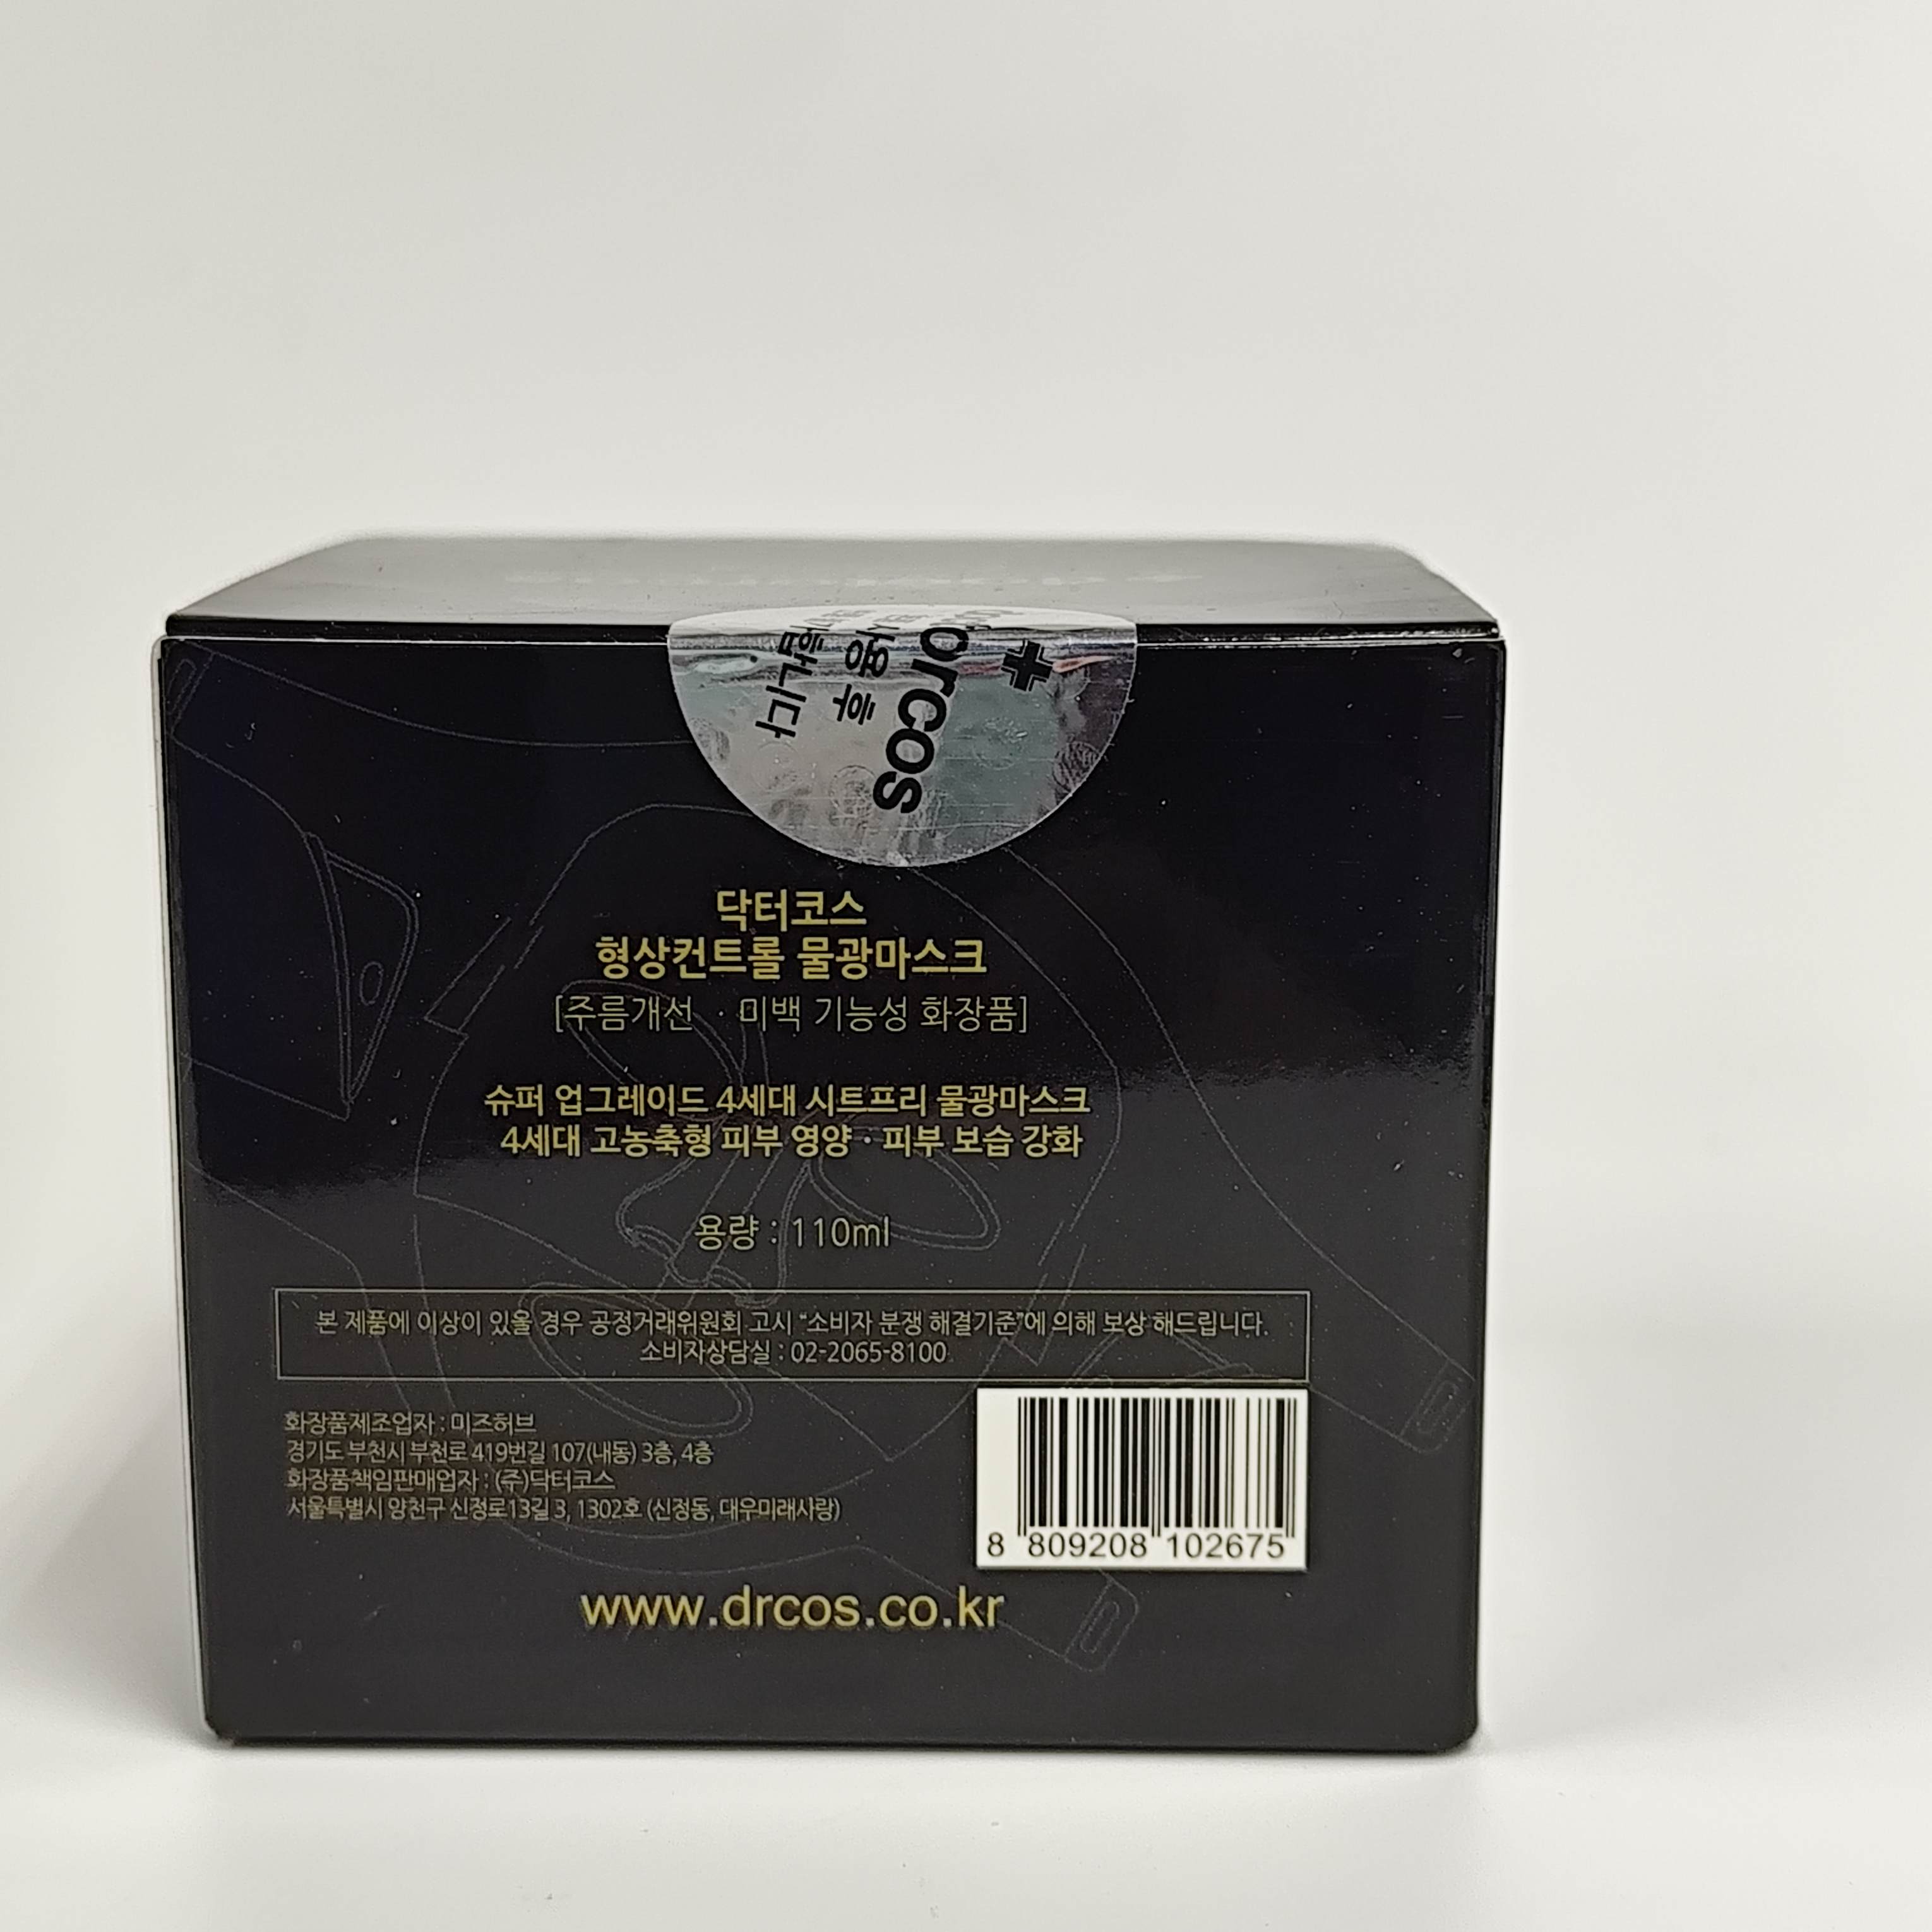 Drcos
닥터코스
형상컨트롤 물광마스크
[주름개선 · 미백 기능성 화장품]
슈퍼 업그레이드 4세대 시트프리 물광마스크
4세대 고농축형 피부 영양 · 피부 보습 강화
용량 : 110ml
본 제품에 이상이 있을 경우 공정거래위원회 고시 "소비자 분쟁 해결기준"에 의해 보상 해드립니다.
소비자상담실 : 02-2065-8100
화장품제조업자 : 미즈허브
경기도 부천시 부천로 419번길 107(내동) 3층, 4층
화장품책임판매업자 : (주)닥터코스
서울특별시 양천구 신정로13길 3, 1302호 (신정동, 대우미래사랑)
8 809208 102675
www.drcos.co.kr